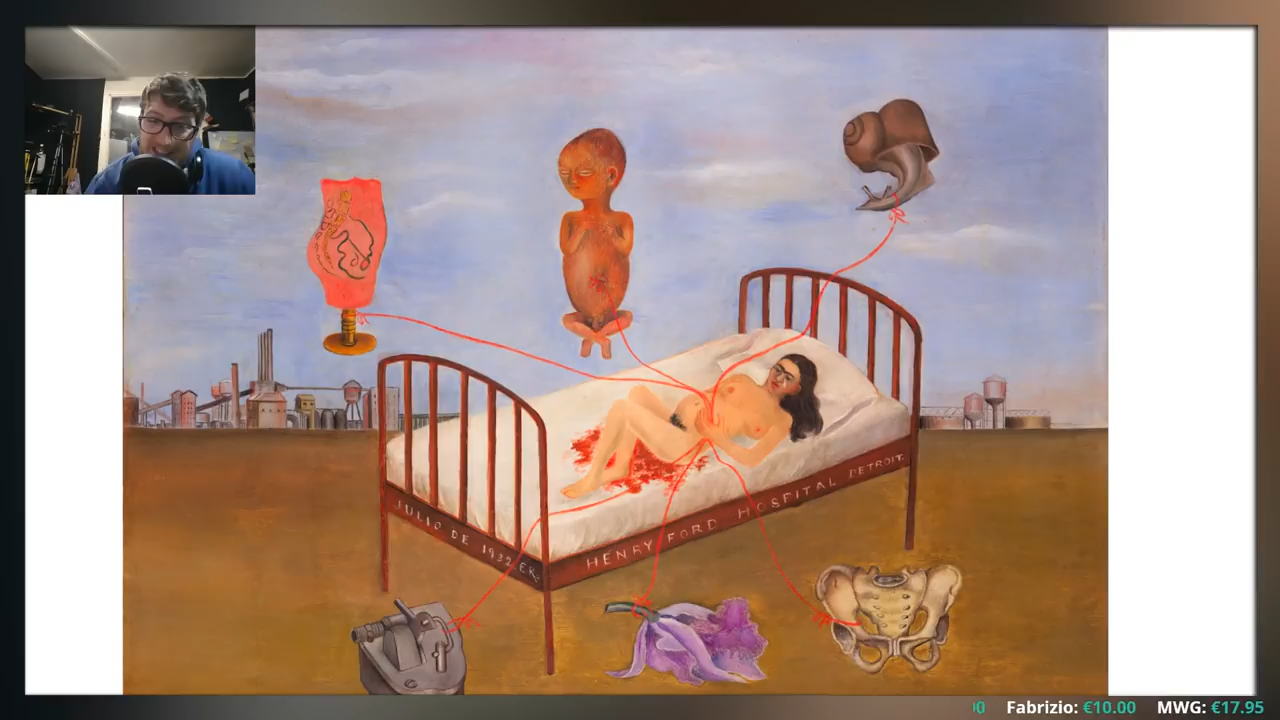 JULIO DE 1932 F.K.
HENRY FORD HOSPITAL DETROIT.
Fabrizio: €10.00 MWG: €17.95